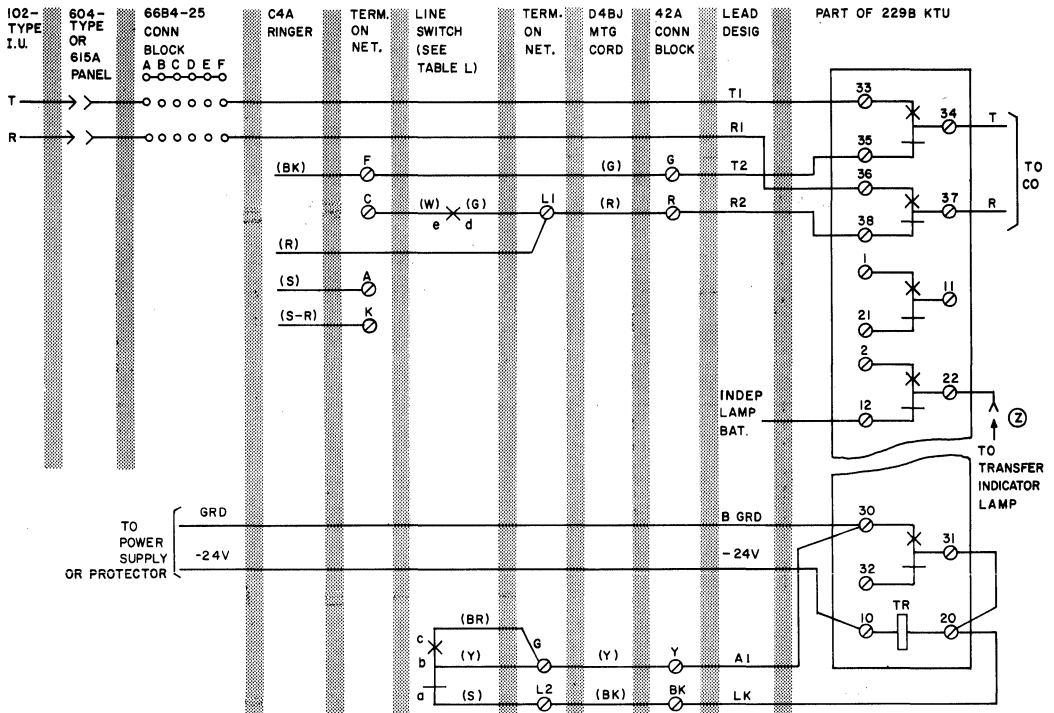 102-TYPE I.U.
604-TYPE OR 615A PANEL
66B4-25 CONN BLOCK
A B C D E F
C4A RINGER
TERM. ON NET.
LINE SWITCH (SEE TABLE L)
TERM. ON NET.
D4BJ MTG CORD
42A CONN BLOCK
LEAD DESIG
PART OF 229B KTU
T
T1
33
34
T
R
R1
35
(BK)
F
(G)
G
T2
36
TO CO
C
(W)
(G)
e
d
L1
(R)
R
R2
38
37
R
(R)
(S)
A
1
11
(S-R)
K
21
2
22
INDEP LAMP BAT.
12
Z
TO TRANSFER INDICATOR LAMP
TO POWER SUPPLY OR PROTECTOR
GRD
B GRD
30
31
-24V
-24V
32
TR
10
20
(BR)
c
G
b
(Y)
(Y)
Y
A1
a
(S)
L2
(BK)
BK
LK